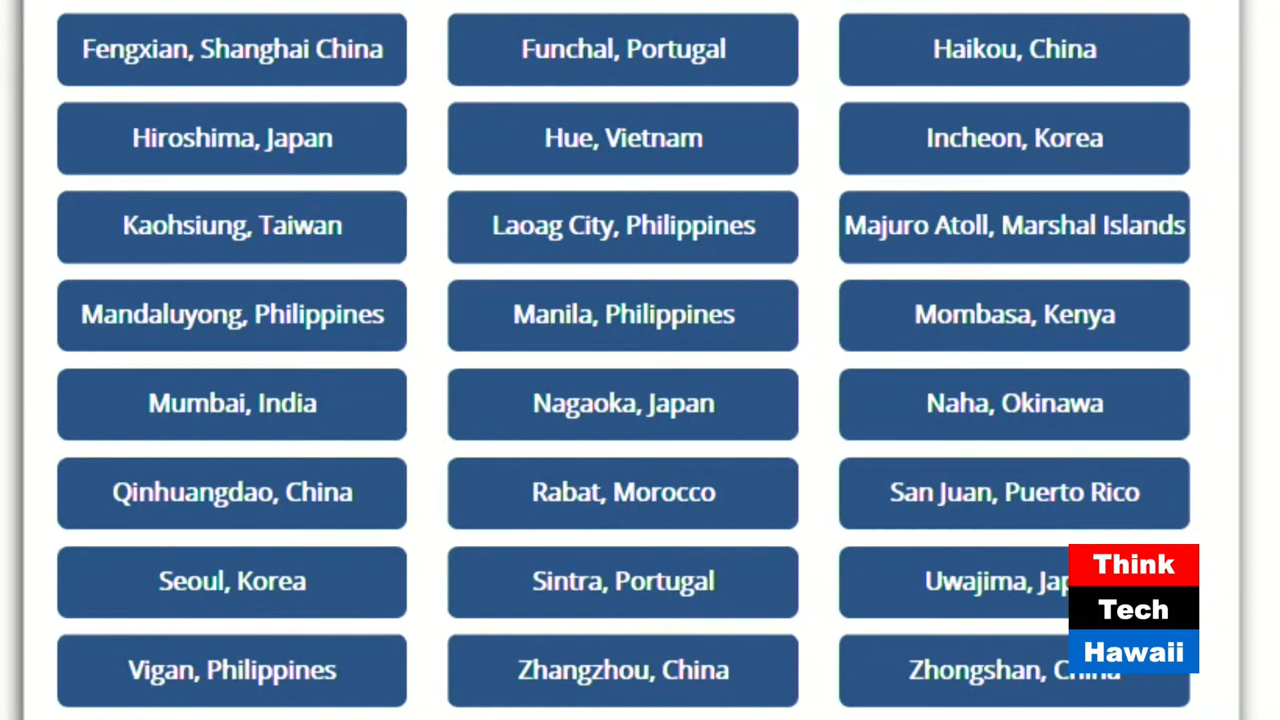 Fengxian, Shanghai China
Funchal, Portugal
Haikou, China
Hiroshima, Japan
Hue, Vietnam
Incheon, Korea
Kaohsiung, Taiwan
Laoag City, Philippines
Majuro Atoll, Marshal Islands
Mandaluyong, Philippines
Manila, Philippines
Mombasa, Kenya
Mumbai, India
Nagaoka, Japan
Naha, Okinawa
Qinhuangdao, China
Rabat, Morocco
San Juan, Puerto Rico
Seoul, Korea
Sintra, Portugal
Uwajima,
Vigan, Philippines
Zhangzhou, China
Zhongshan, China
Think
Tech
Hawaii